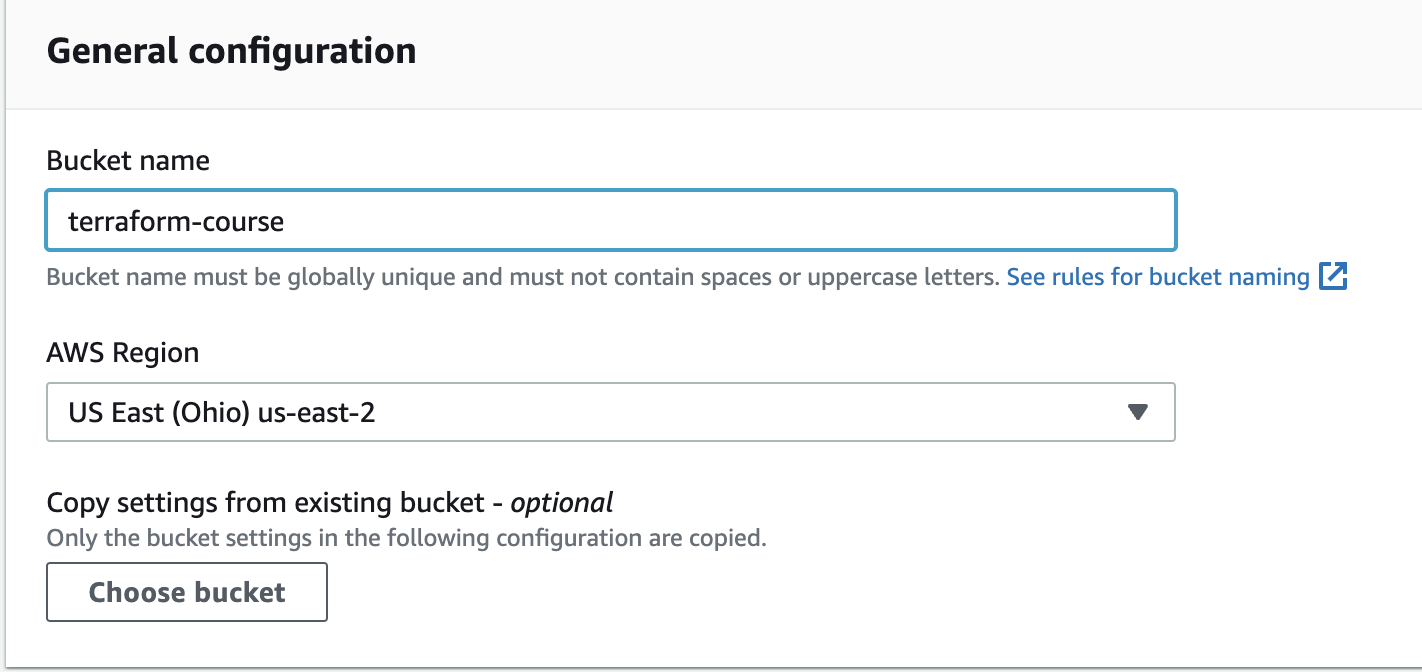 General configuration
Bucket name
terraform-course
Bucket name must be globally unique and must not contain spaces or uppercase letters. See rules for bucket naming
AWS Region
US East (Ohio) us-east-2
Copy settings from existing bucket - optional
Only the bucket settings in the following configuration are copied.
Choose bucket